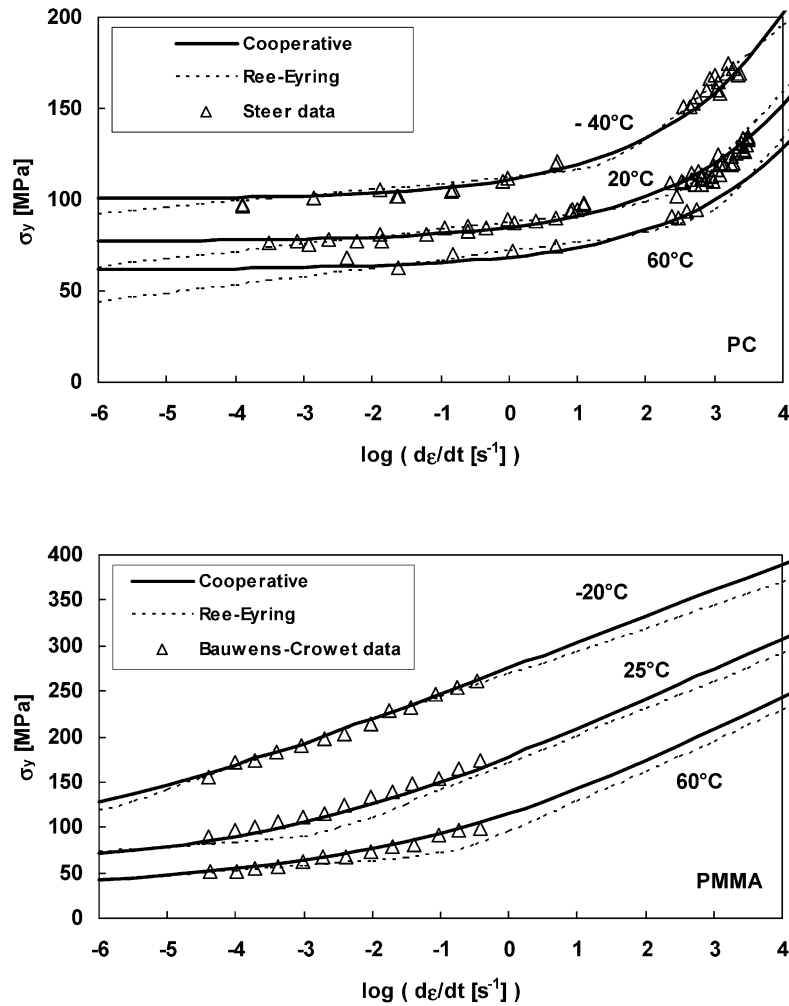 200
150
100
50
0
σy [MPa]
Cooperative
Ree-Eyring
Steer data
- 40°C
20°C
60°C
PC
-6 -5 -4 -3 -2 -1 0 1 2 3 4
log ( dε/dt [s-1] )
400
350
300
250
200
150
100
50
0
σy [MPa]
Cooperative
Ree-Eyring
Bauwens-Crowet data
-20°C
25°C
60°C
PMMA
-6 -5 -4 -3 -2 -1 0 1 2 3 4
log ( dε/dt [s-1] )